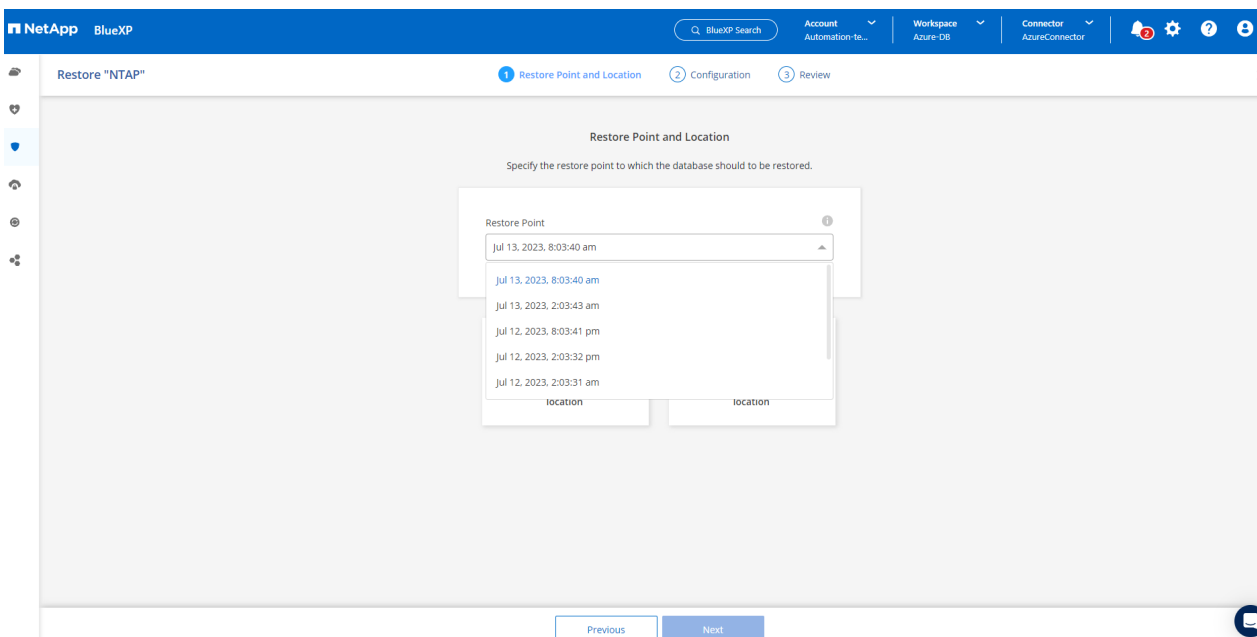 NetApp BlueXP
BlueXP Search
Account
Automation-te...
Workspace
Azure-DB
Connector
AzureConnector
2
Restore "NTAP"
1 Restore Point and Location
2 Configuration
3 Review
Restore Point and Location
Specify the restore point to which the database should to be restored.
Restore Point
Jul 13, 2023, 8:03:40 am
Jul 13, 2023, 8:03:40 am
Jul 13, 2023, 2:03:43 am
Jul 12, 2023, 8:03:41 pm
Jul 12, 2023, 2:03:32 pm
Jul 12, 2023, 2:03:31 am
location location
Previous Next